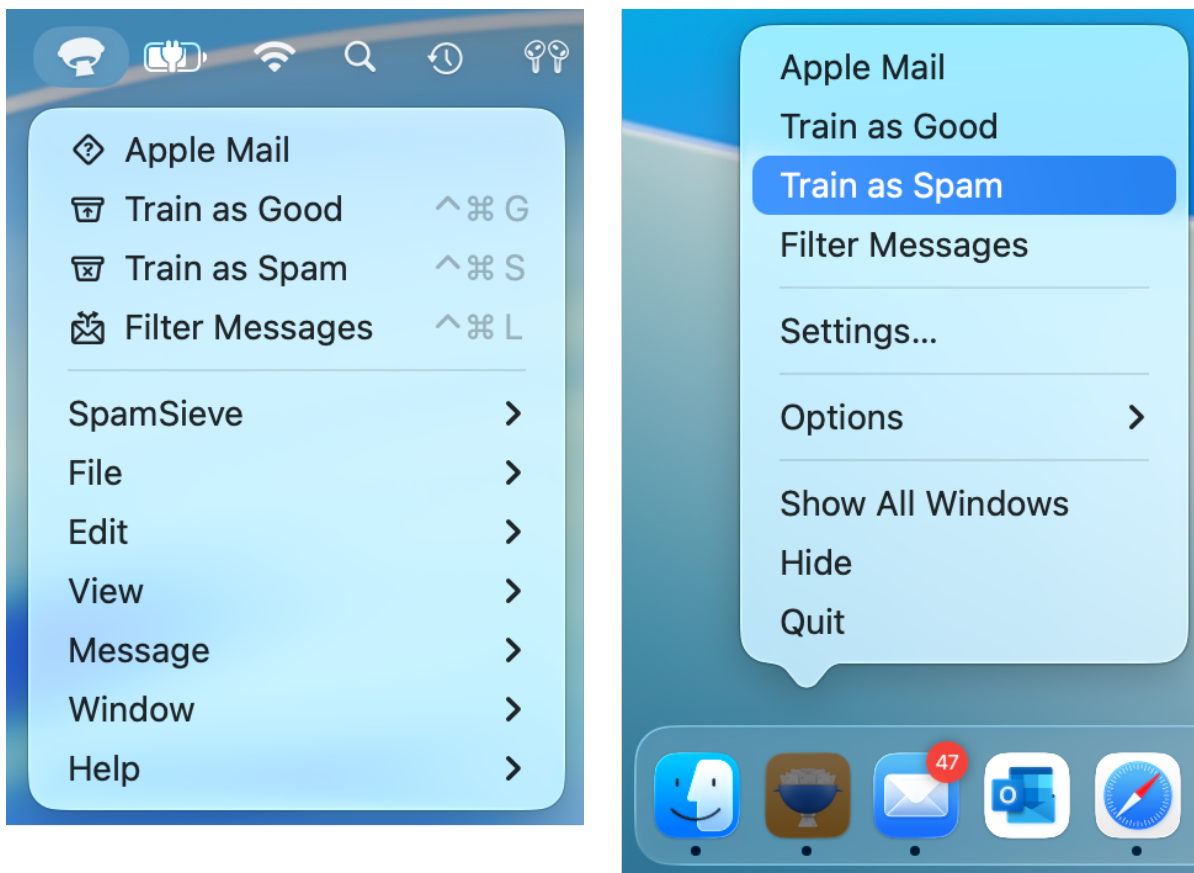 Apple Mail
Train as Good ^⌘ G
Train as Spam ^⌘ S
Filter Messages ^⌘ L
SpamSieve
File
Edit
View
Message
Window
Help
Apple Mail
Train as Good
Train as Spam
Filter Messages
Settings...
Options
Show All Windows
Hide
Quit
47
O